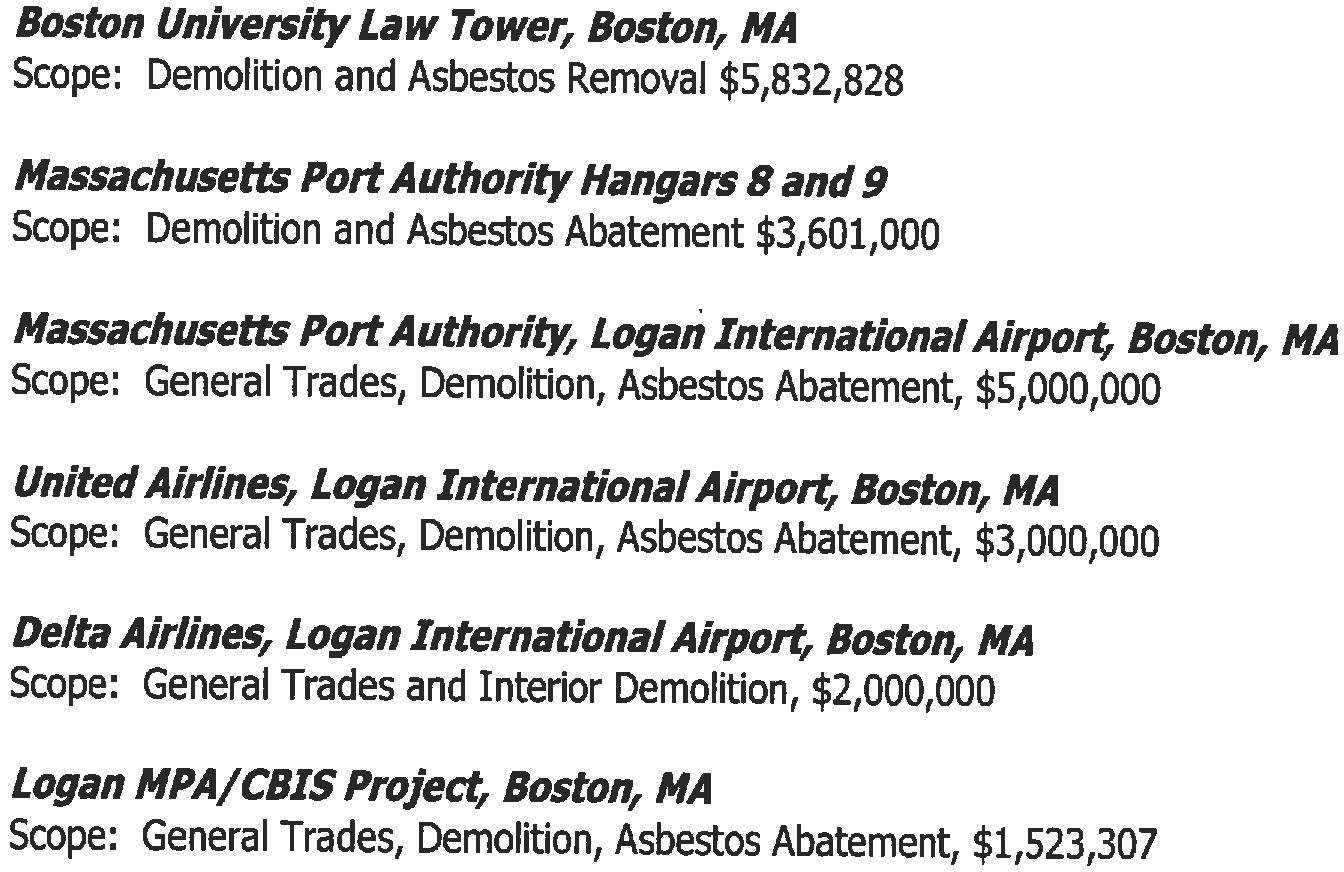 Boston University Law Tower, Boston, MA
Scope: Demolition and Asbestos Removal $5,832,828
Massachusetts Port Authority Hangars 8 and 9
Scope: Demolition and Asbestos Abatement $3,601,000
Massachusetts Port Authority, Logan International Airport, Boston, MA
Scope: General Trades, Demolition, Asbestos Abatement, $5,000,000
United Airlines, Logan International Airport, Boston, MA
Scope: General Trades, Demolition, Asbestos Abatement, $3,000,000
Delta Airlines, Logan International Airport, Boston, MA
Scope: General Trades and Interior Demolition, $2,000,000
Logan MPA/CBIS Project, Boston, MA
Scope: General Trades, Demolition, Asbestos Abatement, $1,523,307